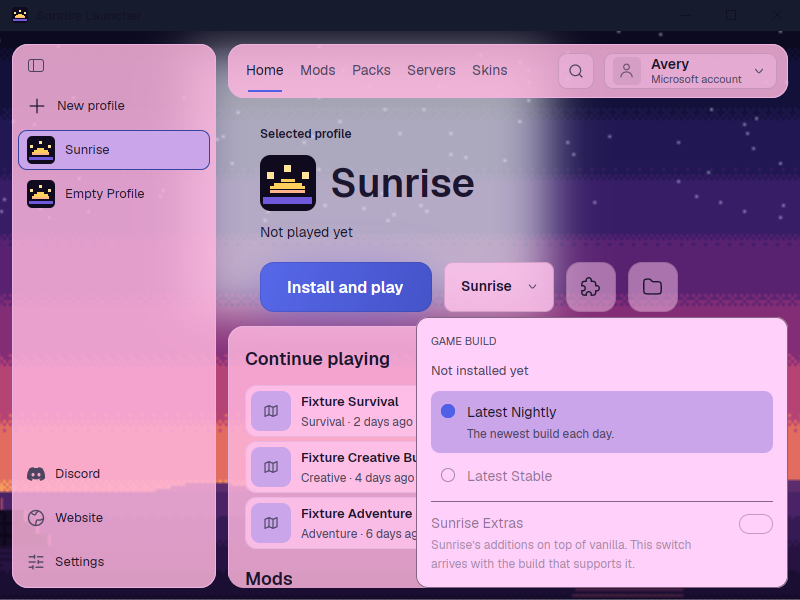 Sunrise Launcher
Home
Mods
Packs
Servers
Skins
Avery
Microsoft account
New profile
Sunrise
Empty Profile
Discord
Website
Settings
Selected profile
Sunrise
Not played yet
Install and play
Sunrise
Continue playing
Fixture Survival
Survival · 2 days ago
Fixture Creative Bu
Creative · 4 days ago
Fixture Adventure
Adventure · 6 days ag
Mods
GAME BUILD
Not installed yet
Latest Nightly
The newest build each day.
Latest Stable
Sunrise Extras
Sunrise's additions on top of vanilla. This switch
arrives with the build that supports it.